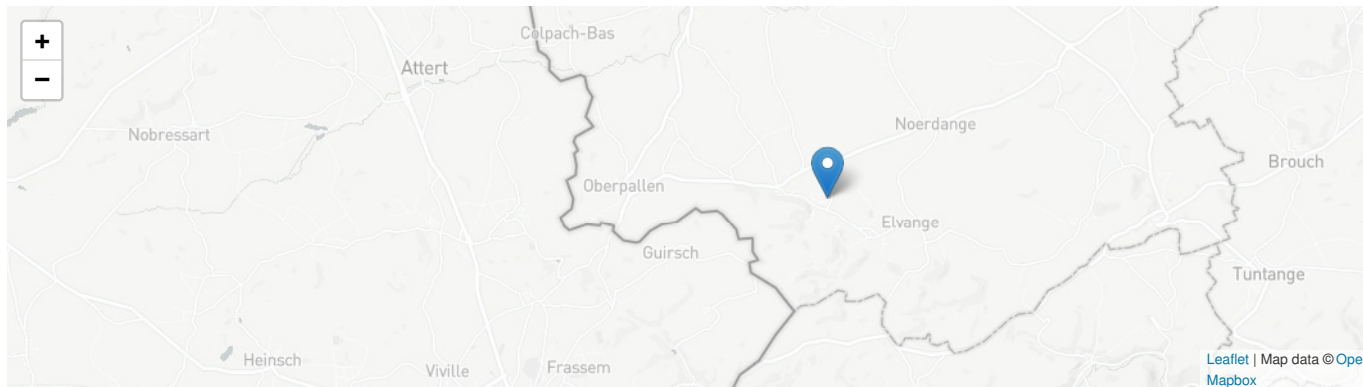 +
−
Colpach-Bas
Attert
Nobressart
Noerdange
Brouch
Oberpallen
Elvange
Guirsch
Tuntange
Heinsch
Viville
Frassem
Leaflet | Map data © Ope
Mapbox